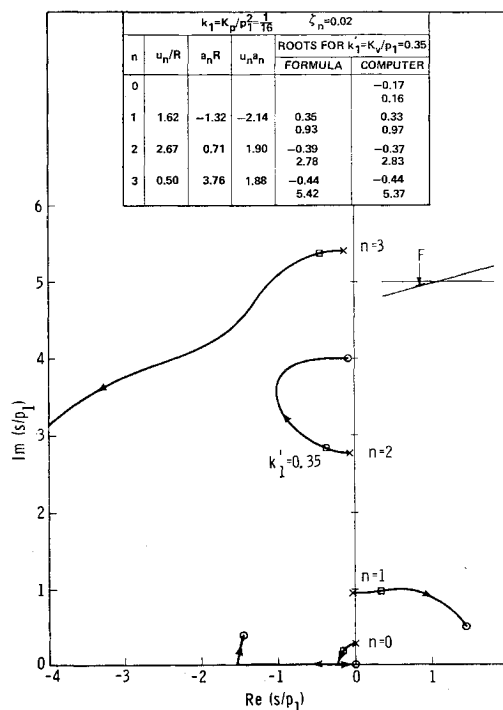 k₁=Kₚ/p₁²=1/16 ζₙ=0.02
n uₙ/R aₙR uₙaₙ ROOTS FOR k₁'=Kᵥ/p₁=0.35
FORMULA COMPUTER
0 −0.17
0.16
1 1.62 −1.32 −2.14 0.35 0.33
0.93 0.97
2 2.67 0.71 1.90 −0.39 −0.37
2.78 2.83
3 0.50 3.76 1.88 −0.44 −0.44
5.42 5.37
6
n=3
F
5
4
Im (s/p₁)
3
n=2
k₁'=0.35
2
n=1
1
n=0
0
-4 -3 -2 -1 0 1
Re (s/p₁)